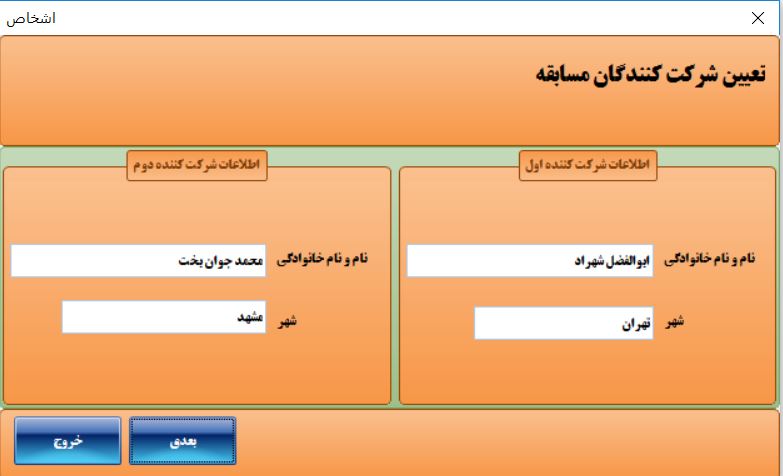 اشخاص
تعیین شرکت کنندگان مسابقه
اطلاعات شرکت کننده اول
نام و نام خانوادگی
ابوالفضل شهراد
شهر
تهران
اطلاعات شرکت کننده دوم
نام و نام خانوادگی
محمد جوان بخت
شهر
مشهد
بعدی
خروج